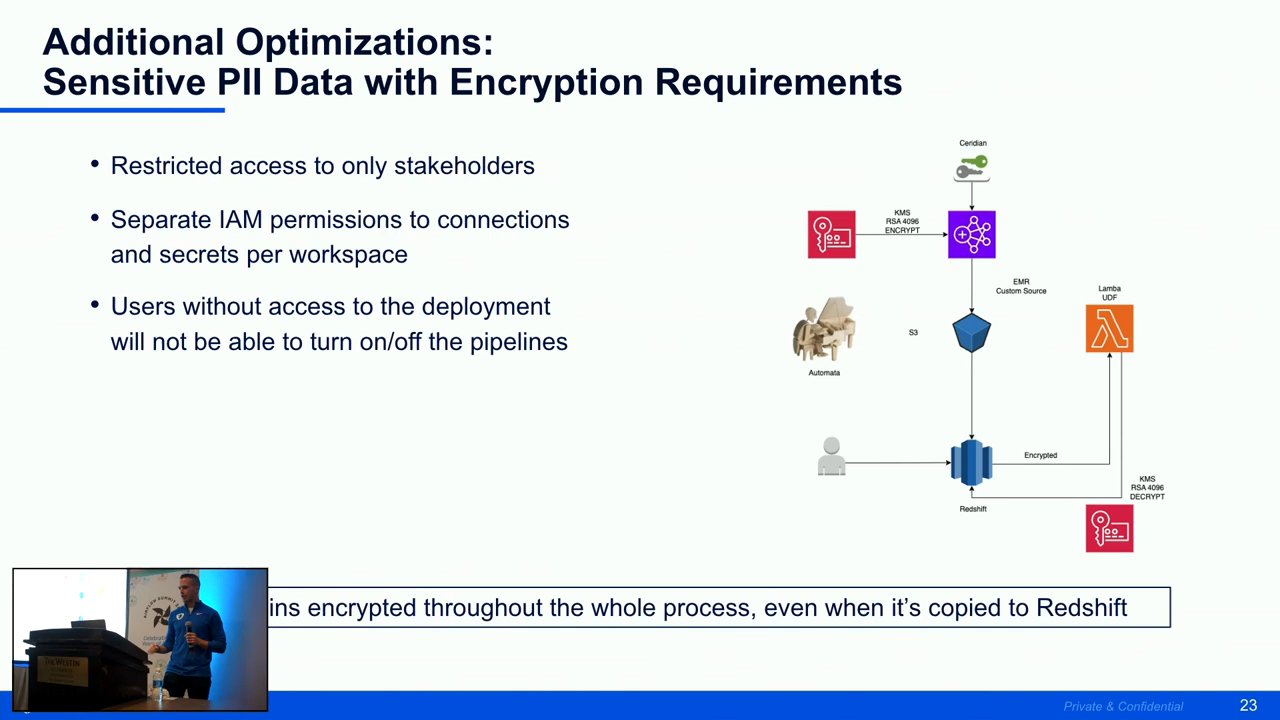 Additional Optimizations:
Sensitive PII Data with Encryption Requirements
• Restricted access to only stakeholders
• Separate IAM permissions to connections
and secrets per workspace
• Users without access to the deployment
will not be able to turn on/off the pipelines
Ceridian
KMS
RSA 4096
ENCRYPT
EMR
Custom Source
Lamba
UDF
S3
Automata
Encrypted
KMS
RSA 4096
DECRYPT
Redshift
encrypted throughout the whole process, even when it's copied to Redshift
THE WESTIN
Private & Confidential
23